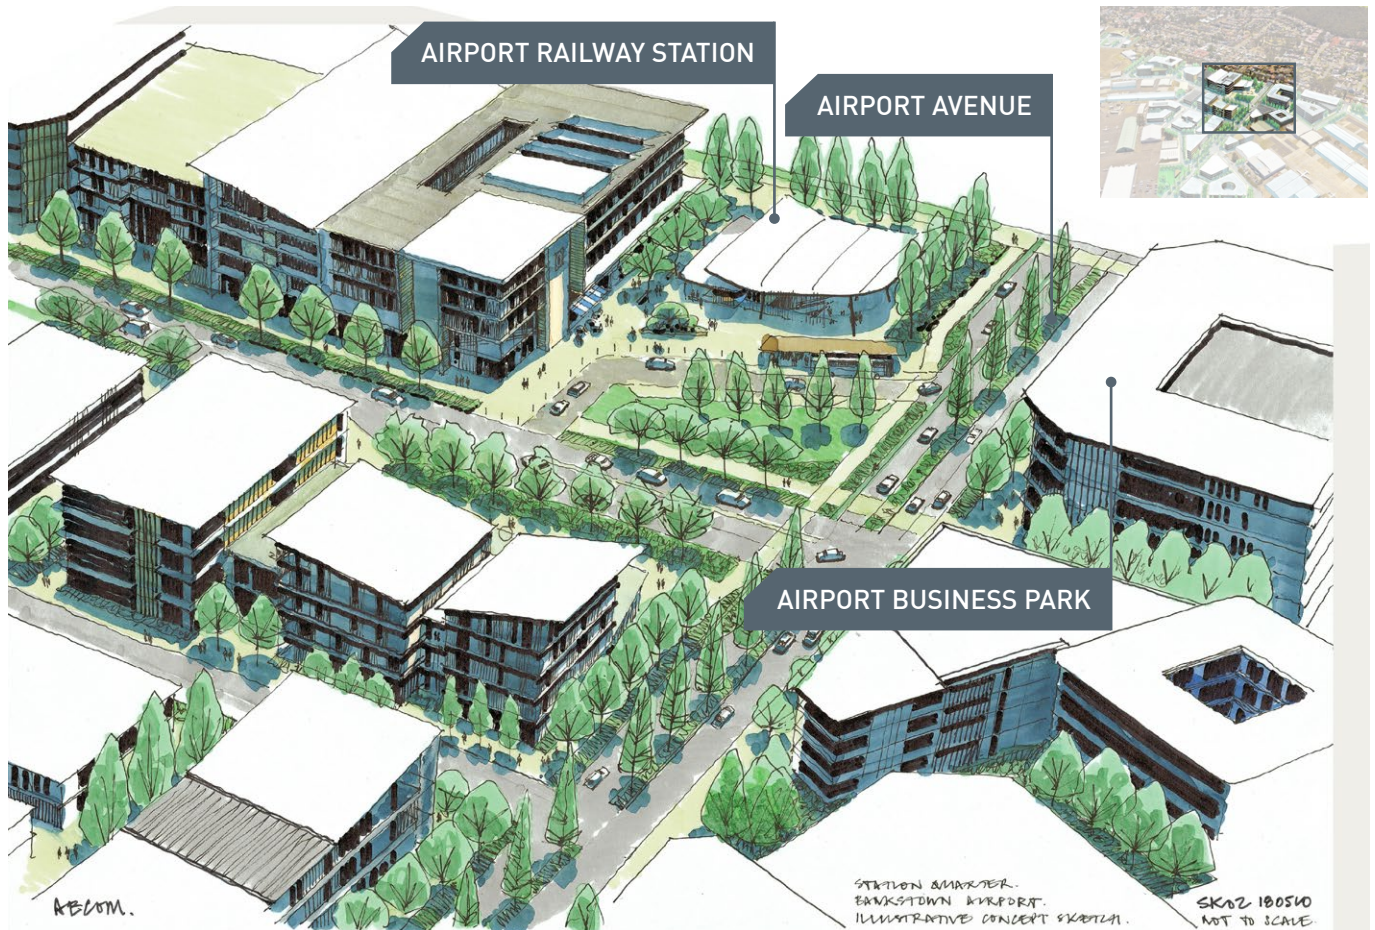 AIRPORT RAILWAY STATION
AIRPORT AVENUE
AIRPORT BUSINESS PARK
AECOM.
STATION QUARTER.
BANKSTOWN AIRPORT.
ILLUSTRATIVE CONCEPT SKETCH.
SK02 180510
NOT TO SCALE